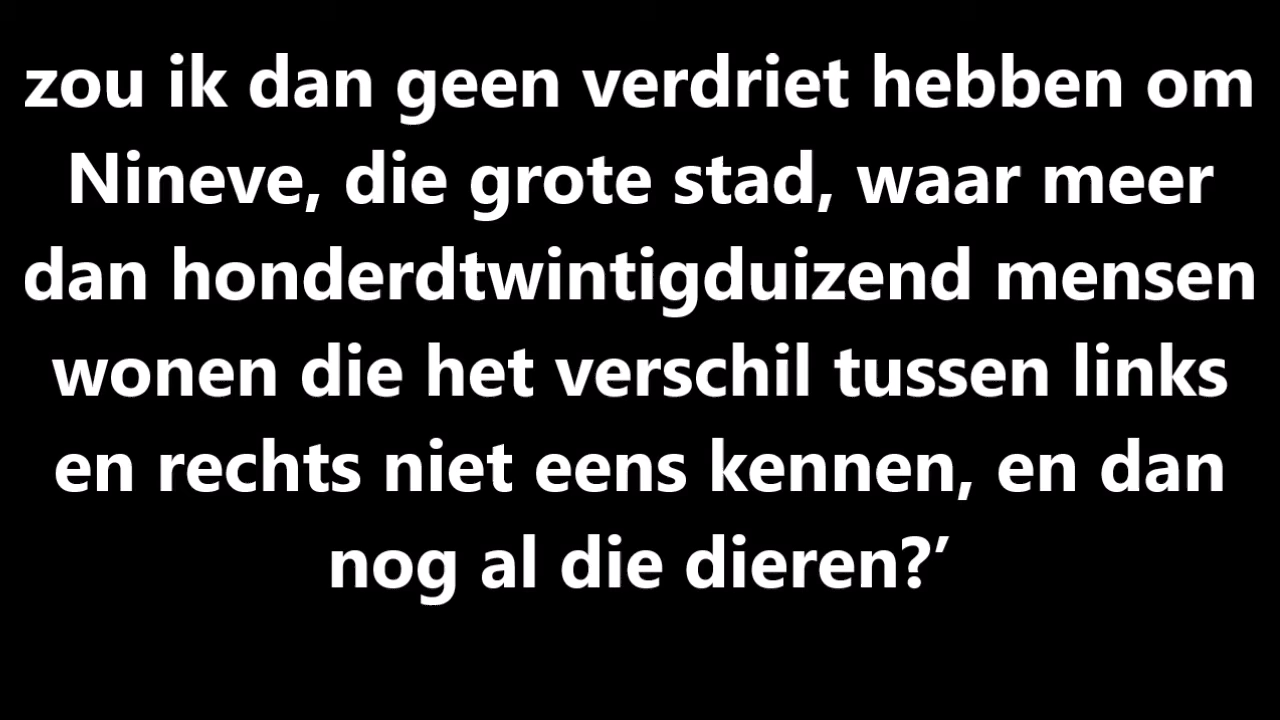 zou ik dan geen verdriet hebben om
Nineve, die grote stad, waar meer
dan honderdtwintigduizend mensen
wonen die het verschil tussen links
en rechts niet eens kennen, en dan
nog al die dieren?’